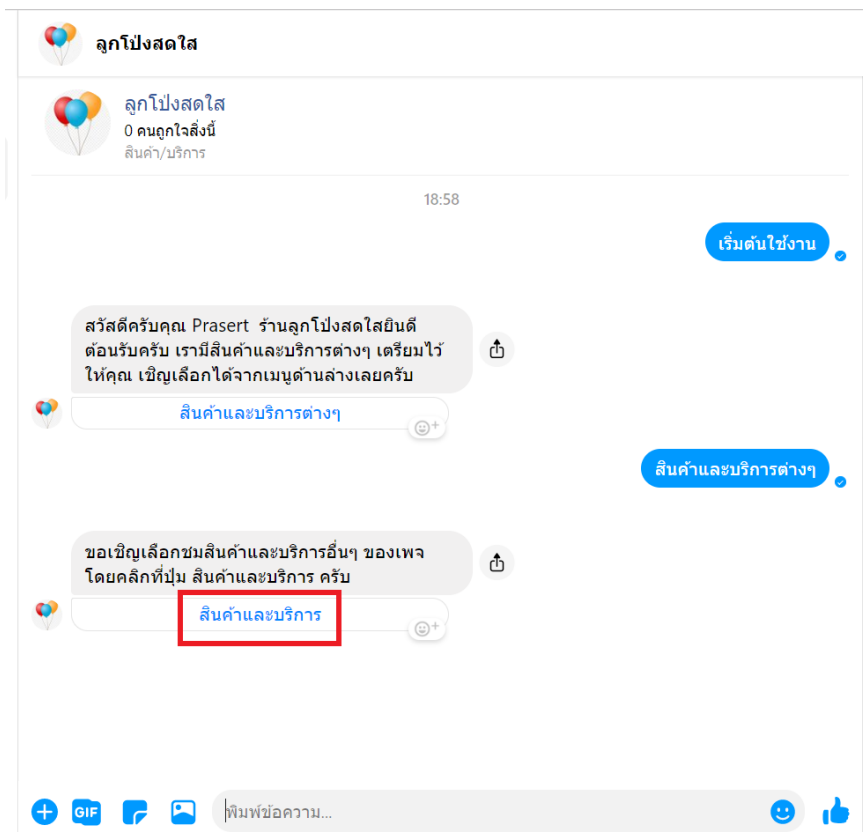 ลูกโป่งสดใส
ลูกโป่งสดใส
0 คนถูกใจสิ่งนี้
สินค้า/บริการ
18:58
เริ่มต้นใช้งาน
สวัสดีครับคุณ Prasert ร้านลูกโป่งสดใสยินดี
ต้อนรับครับ เรามีสินค้าและบริการต่างๆ เตรียมไว้
ให้คุณ เชิญเลือกได้จากเมนูด้านล่างเลยครับ
สินค้าและบริการต่างๆ
สินค้าและบริการต่างๆ
ขอเชิญเลือกชมสินค้าและบริการอื่นๆ ของเพจ
โดยคลิกที่ปุ่ม สินค้าและบริการ ครับ
สินค้าและบริการ
GIF
พิมพ์ข้อความ...